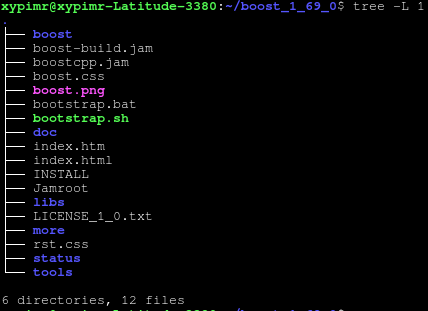 xypimr@xypimr-Latitude-3380:~/boost_1_69_0$ tree -L 1
.
├── boost
├── boost-build.jam
├── boostcpp.jam
├── boost.css
├── boost.png
├── bootstrap.bat
├── bootstrap.sh
├── doc
├── index.htm
├── index.html
├── INSTALL
├── Jamroot
├── libs
├── LICENSE_1_0.txt
├── more
├── rst.css
├── status
└── tools
6 directories, 12 files